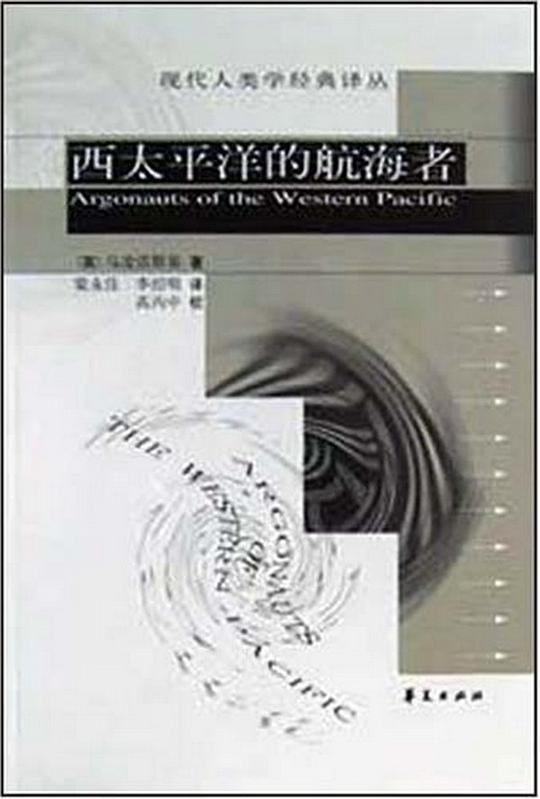 现代人类学经典译丛
西太平洋的航海者
Argonauts of the Western Pacific
[英] 马凌诺斯基 著
梁永佳 李绍明 译
高丙中 校
ARGONAUTS
OF
THE WESTERN PACIFIC
华夏出版社